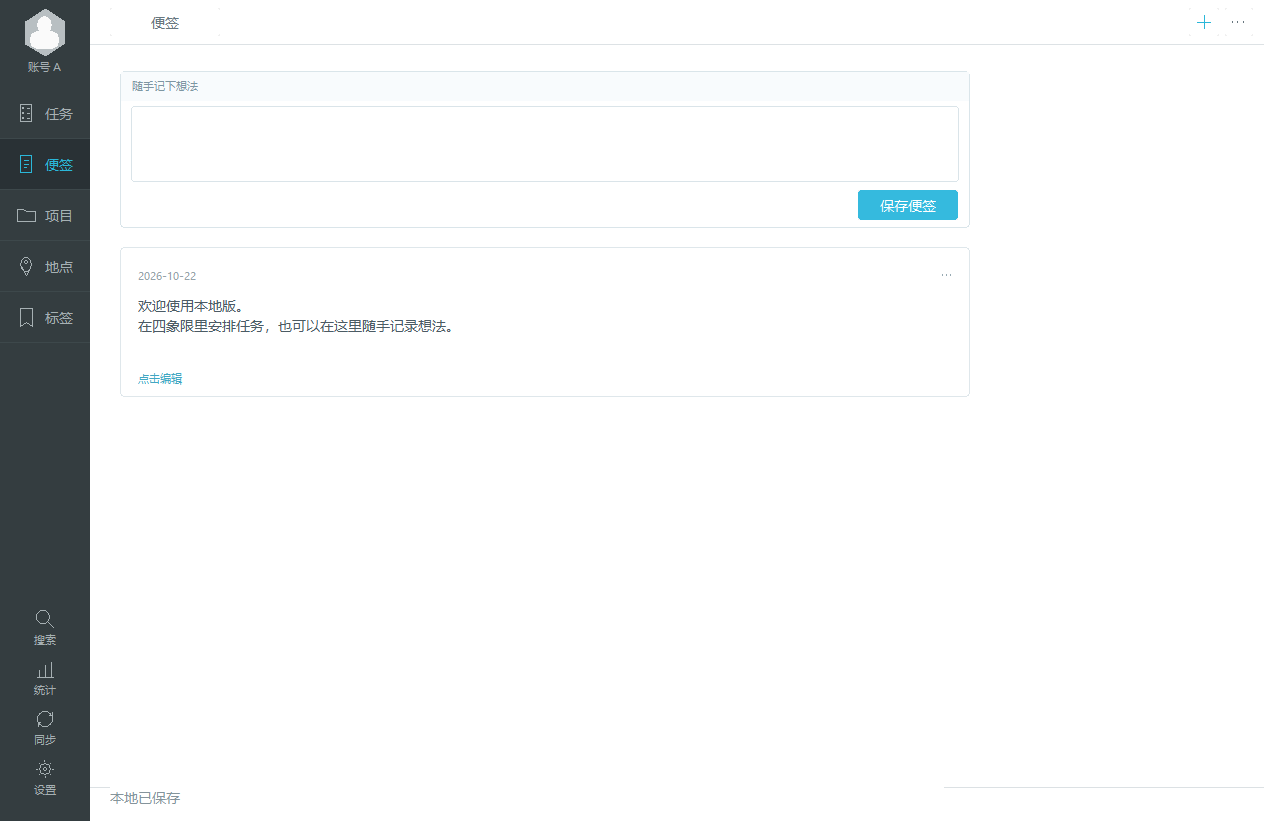 账号 A
任务
便签
项目
地点
标签
搜索
统计
同步
设置
便签
随手记下想法
保存便签
2026-10-22
欢迎使用本地版。
在四象限里安排任务，也可以在这里随手记录想法。
点击编辑
本地已保存